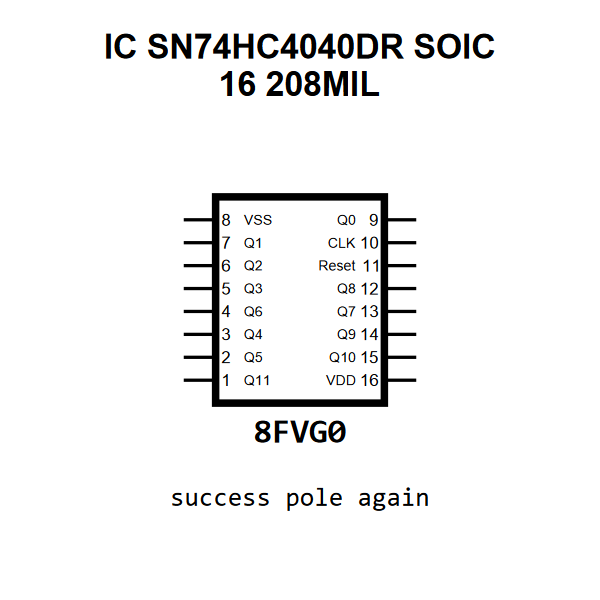 IC SN74HC4040DR SOIC
16 208MIL
8 VSS Q0 9
7 Q1 CLK 10
6 Q2 Reset 11
5 Q3 Q8 12
4 Q6 Q7 13
3 Q4 Q9 14
2 Q5 Q10 15
1 Q11 VDD 16
8FVG0
success pole again